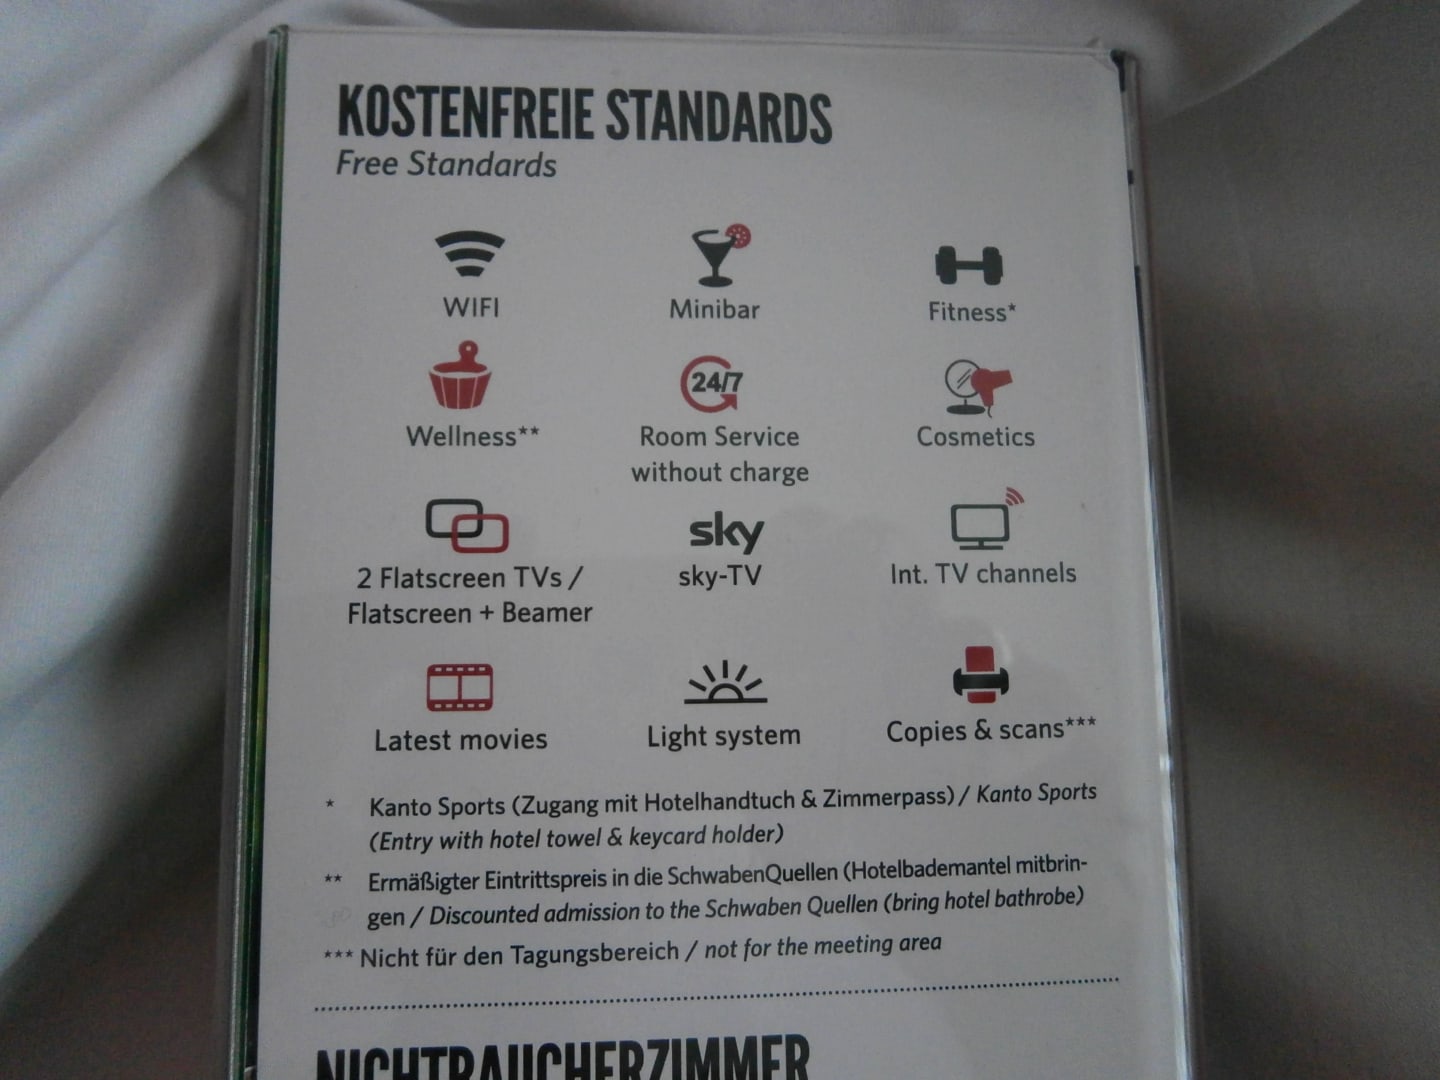 KOSTENFREIE STANDARDS
Free Standards
WIFI
Minibar
Fitness*
Wellness**
24/7
Room Service
without charge
Cosmetics
2 Flatscreen TVs /
Flatscreen + Beamer
sky
sky-TV
Int. TV channels
Latest movies
Light system
Copies & scans***
* Kanto Sports (Zugang mit Hotelhandtuch & Zimmerpass) / Kanto Sports
(Entry with hotel towel & keycard holder)
** Ermäßigter Eintrittspreis in die SchwabenQuellen (Hotelbademantel mitbrin-
gen / Discounted admission to the Schwaben Quellen (bring hotel bathrobe)
*** Nicht für den Tagungsbereich / not for the meeting area
NICHTRAUCHERZIMMER